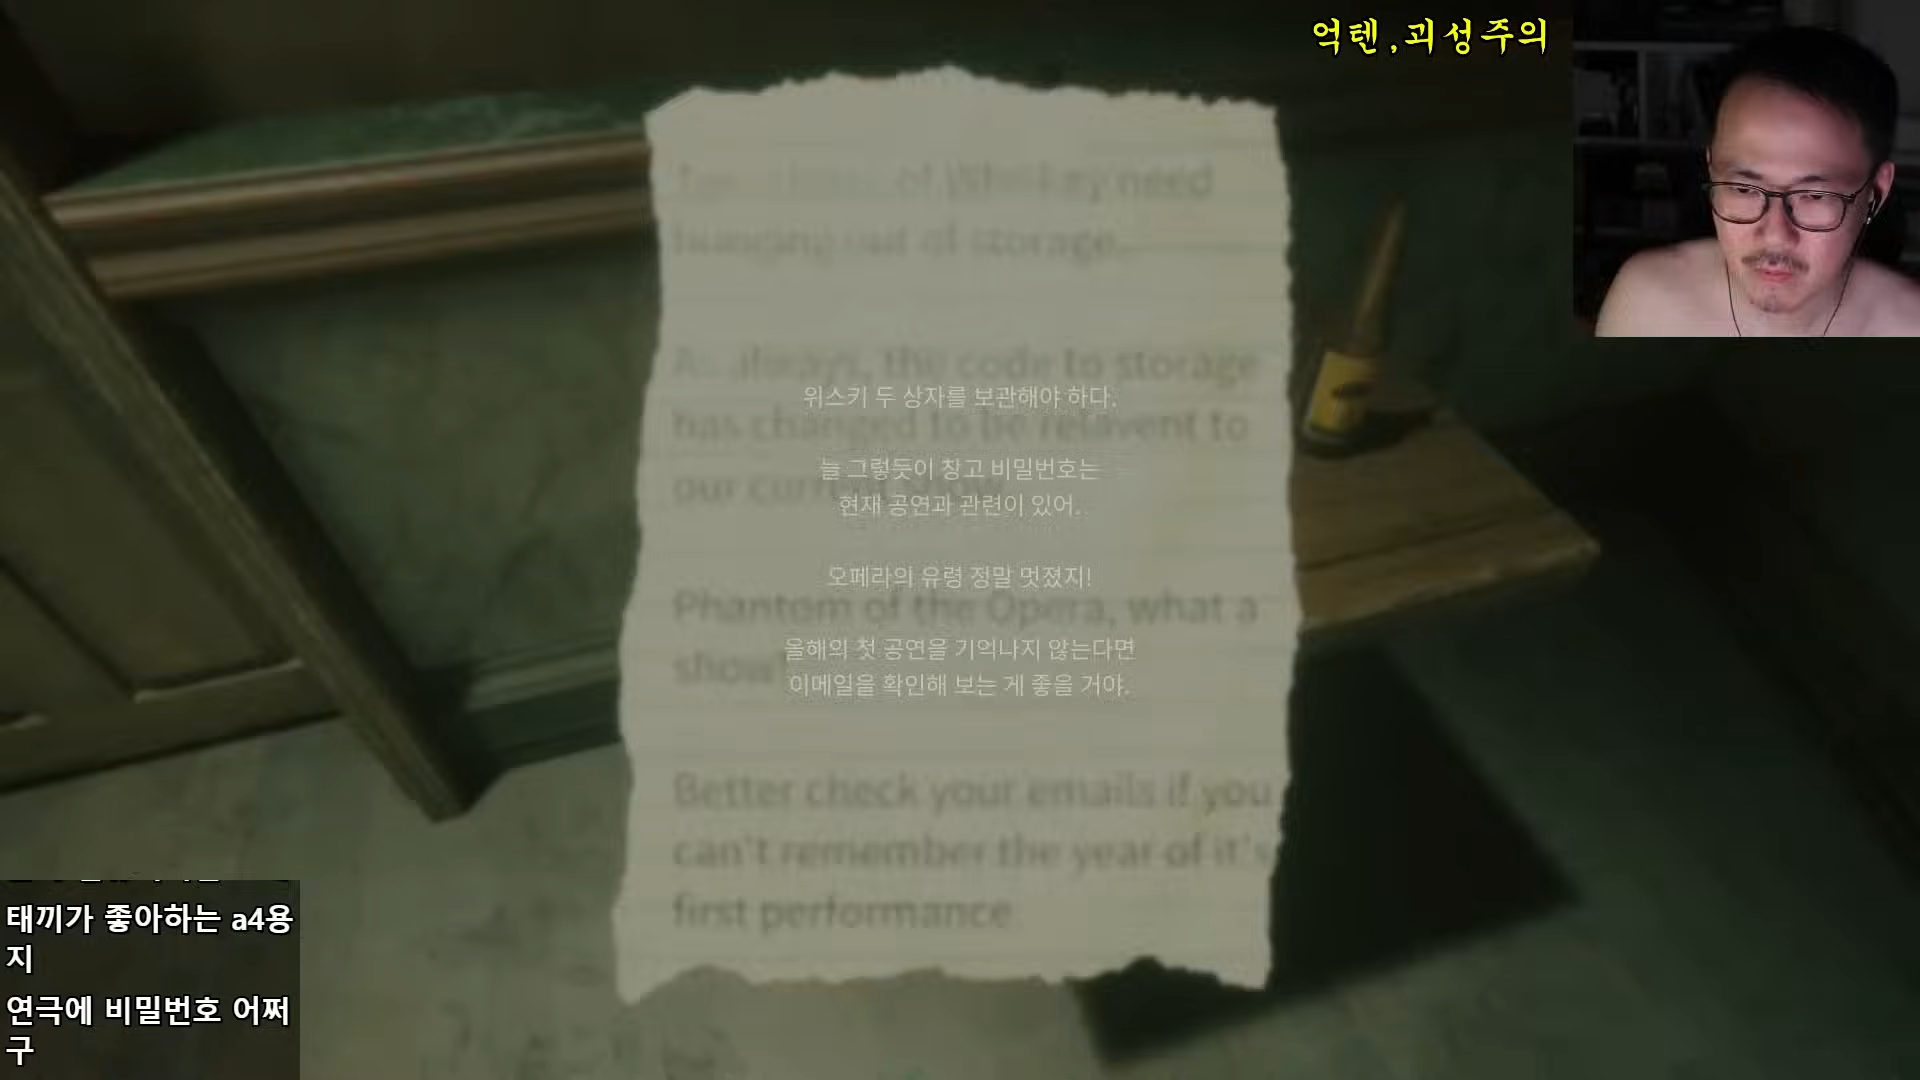 억텐,괴성주의
of Whiskey need
bringing out of storage.
As always, the code to storage
has changed to be relavent to
our current show.
Phantom of the Opera, what a
show!
Better check your emails if you
can't remember the year of it's
first performance
위스키 두 상자를 보관해야 하다.
늘 그렇듯이 창고 비밀번호는
현재 공연과 관련이 있어.
오페라의 유령 정말 멋졌지!
올해의 첫 공연을 기억나지 않는다면
이메일을 확인해 보는 게 좋을 거야.
태끼가 좋아하는 a4용
지
연극에 비밀번호 어쩌
구